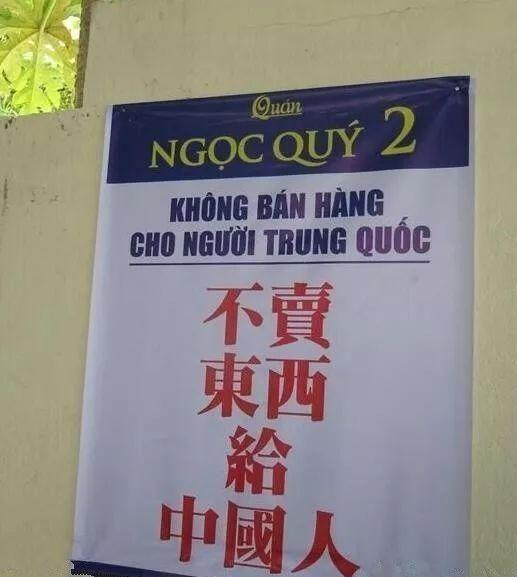 Quán
NGỌC QUÝ 2
KHÔNG BÁN HÀNG
CHO NGƯỜI TRUNG QUỐC
不賣
東西
給
中國人